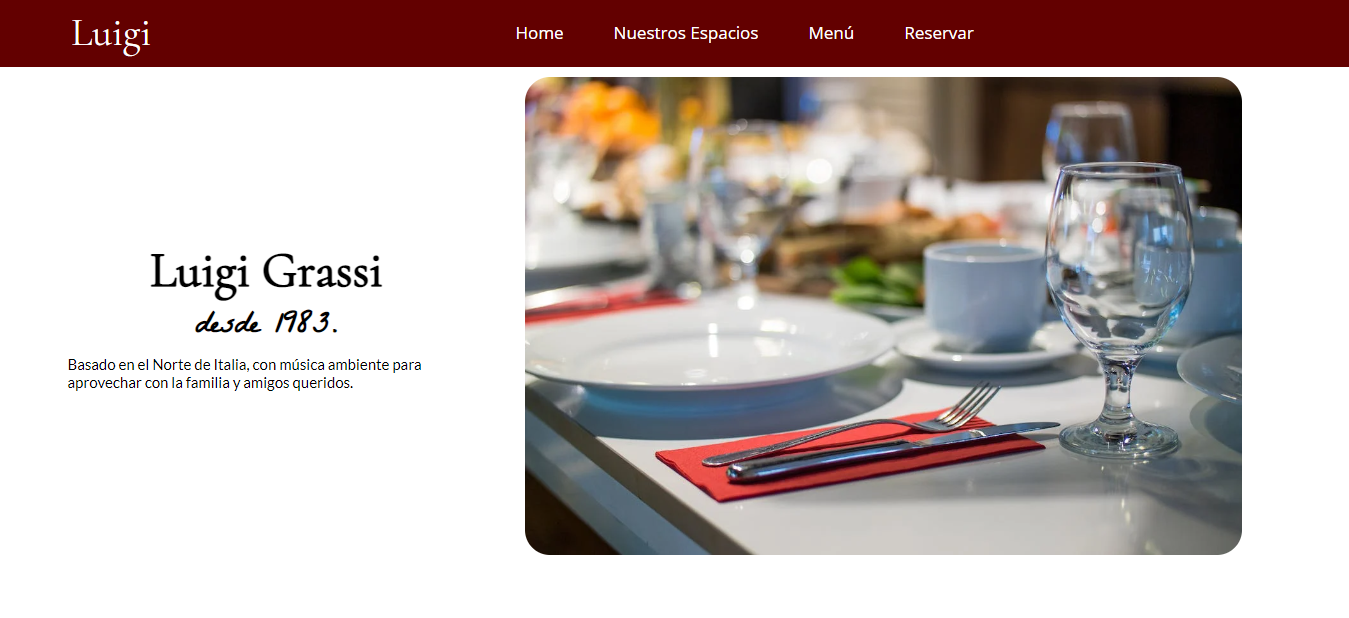 Luigi
Home Nuestros Espacios Menú Reservar
Luigi Grassi
desde 1983.
Basado en el Norte de Italia, con música ambiente para
aprovechar con la familia y amigos queridos.